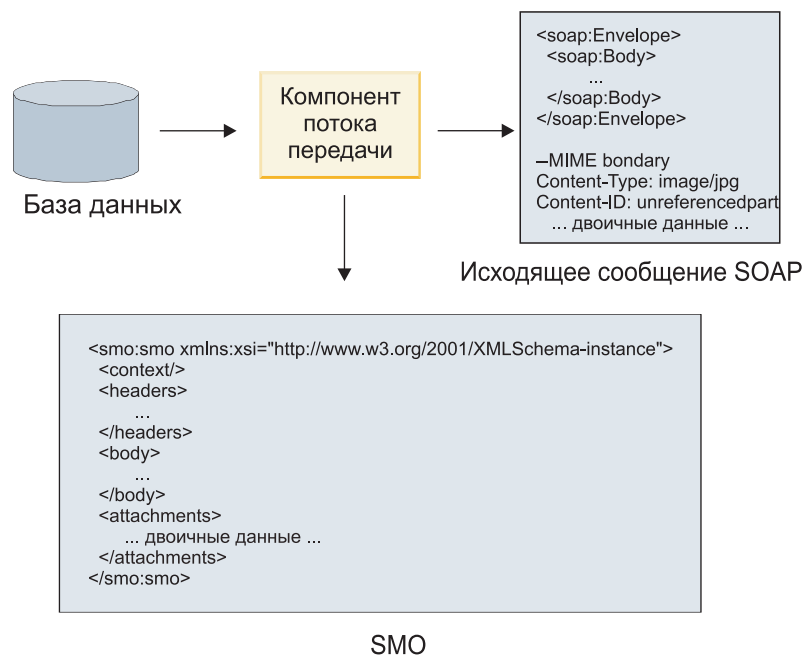 <soap:Envelope>
<soap:Body>
...
</soap:Body>
</soap:Envelope>
–MIME bondary
Content-Type: image/jpg
Content-ID: unreferencedpart
... двоичные данные ...
Компонент
потока
передачи
База данных
Исходящее сообщение SOAP
<smo:smo xmlns:xsi="http://www.w3.org/2001/XMLSchema-instance">
<context/>
<headers>
...
</headers>
<body>
...
</body>
<attachments>
... двоичные данные ...
</attachments>
</smo:smo>
SMO